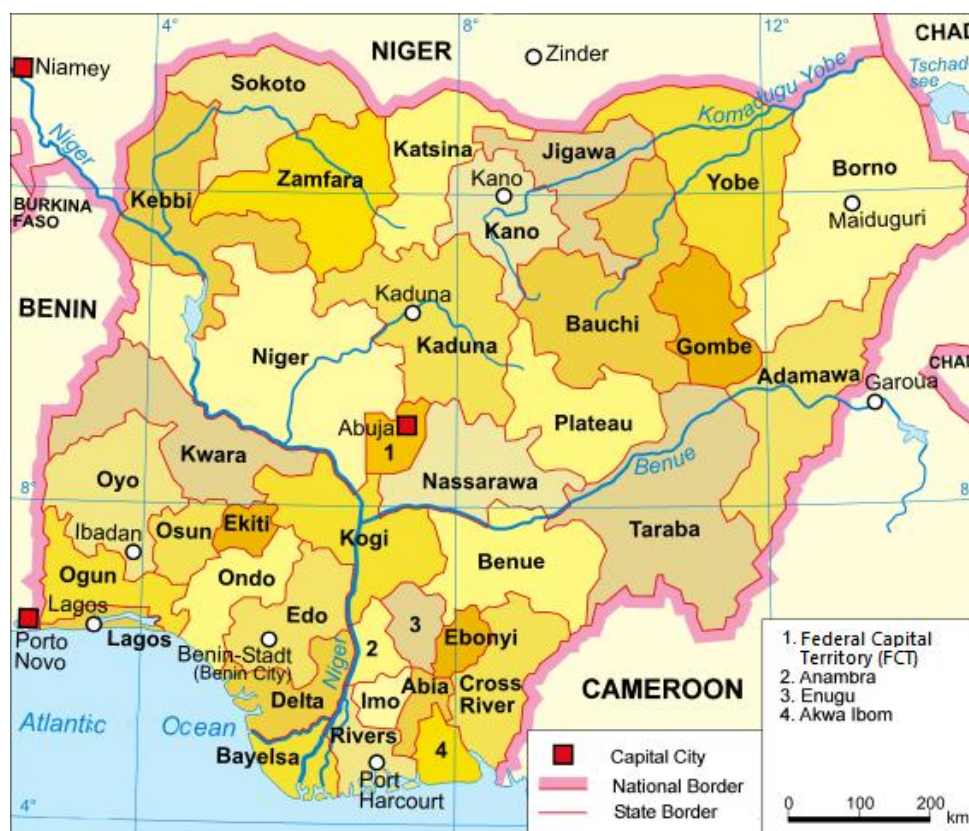 4°
8°
12°
NIGER
Zinder
CHAD
Niamey
Sokoto
Tschad-
see
Komadugu Yobe
Niger
Katsina
Jigawa
Kano
Zamfara
Yobe
Borno
BURKINA
FASO
Kebbi
Kano
Maiduguri
BENIN
Kaduna
Bauchi
Niger
Kaduna
Gombe
CHAD
Adamawa
Garoua
Abuja
1
Plateau
Kwara
Benue
Nassarawa
Oyo
8°
8
Ibadan
Osun
Ekiti
Kogi
Taraba
Benue
Ogun
Ondo
Lagos
Edo
3
Porto
Novo
Lagos
2
Ebonyi
Benin-Stadt
(Benin City)
Niger
Abia
Cross
River
Delta
Imo
CAMEROON
Atlantic Ocean
Rivers
4
Bayelsa
Port
Harcourt
4°
1. Federal Capital
Territory (FCT)
2. Anambra
3. Enugu
4. Akwa Ibom
Capital City
National Border
State Border
0 100 200
km